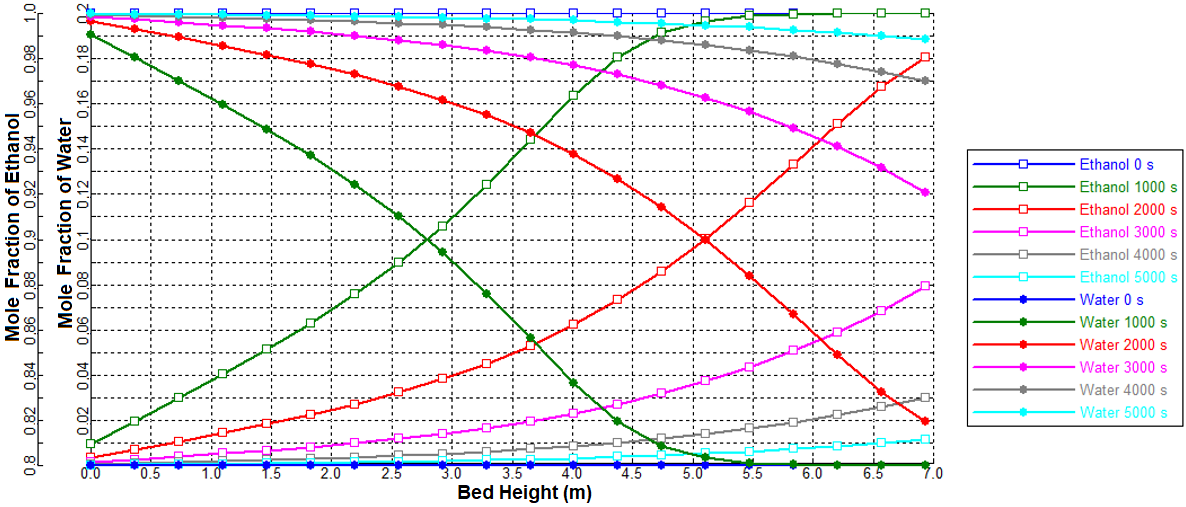 Mole Fraction of Ethanol
1.0
0.98
0.96
0.94
0.92
0.9
0.88
0.86
0.84
0.82
0.8
Mole Fraction of Water
0.2
0.18
0.16
0.14
0.12
0.1
0.08
0.06
0.04
0.02
0.0 0.5 1.0 1.5 2.0 2.5 3.0 3.5 4.0 4.5 5.0 5.5 6.0 6.5 7.0
Bed Height (m)
Ethanol 0 s
Ethanol 1000 s
Ethanol 2000 s
Ethanol 3000 s
Ethanol 4000 s
Ethanol 5000 s
Water 0 s
Water 1000 s
Water 2000 s
Water 3000 s
Water 4000 s
Water 5000 s